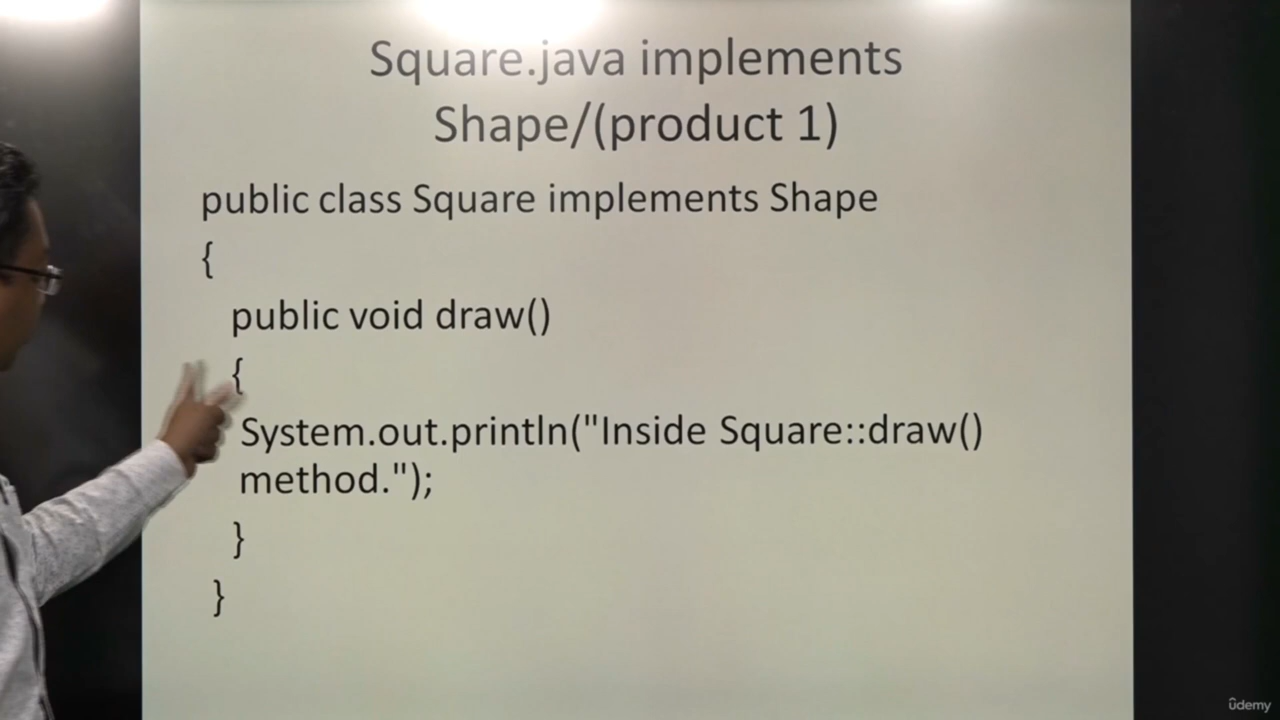 Square.java implements
Shape/(product 1)
public class Square implements Shape
{
public void draw()
{
System.out.println("Inside Square::draw()
method.");
}
}
ûdemy